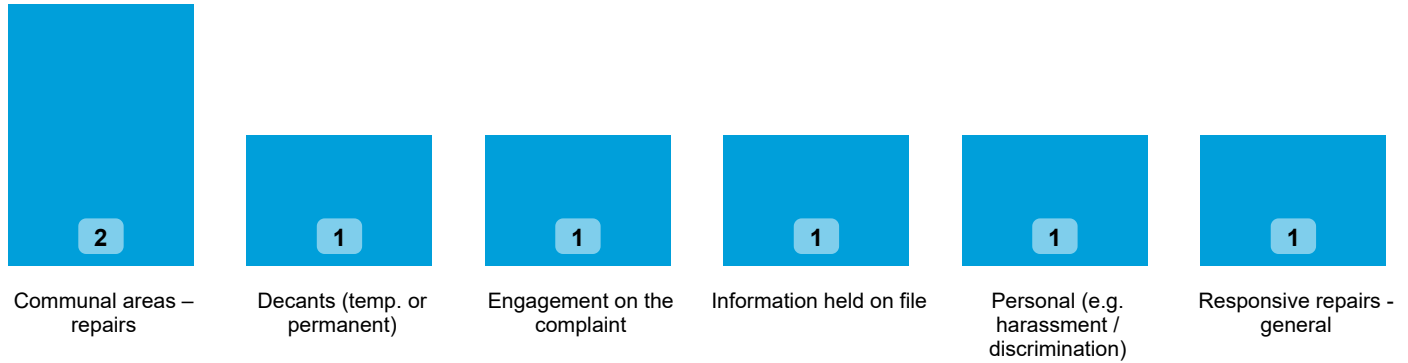 2
1
1
1
1
1
Communal areas –
repairs
Decants (temp. or
permanent)
Engagement on the
complaint
Information held on file
Personal (e.g.
harassment /
discrimination)
Responsive repairs -
general